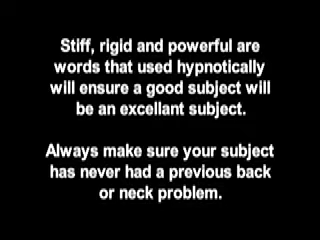 Stiff, rigid and powerful are
words that used hypnotically
will ensure a good subject will
be an excellant subject.
Always make sure your subject
has never had a previous back
or neck problem.